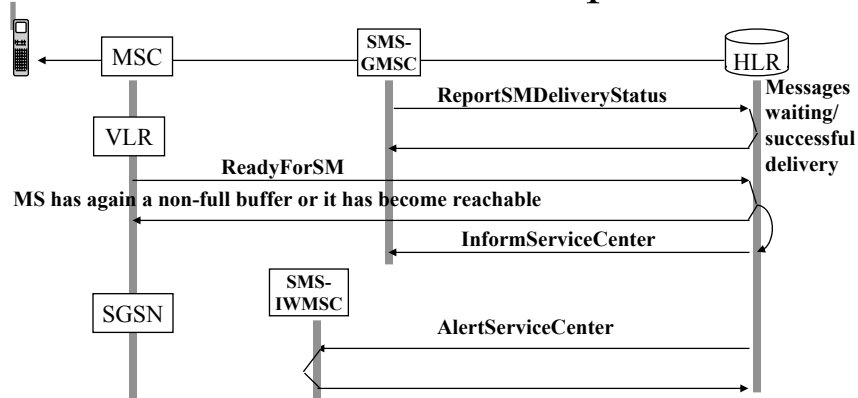 MSC
SMS-
GMSC
HLR
ReportSMDeliveryStatus
Messages
waiting/
successful
delivery
VLR
ReadyForSM
MS has again a non-full buffer or it has become reachable
InformServiceCenter
SMS-
IWMSC
SGSN
AlertServiceCenter